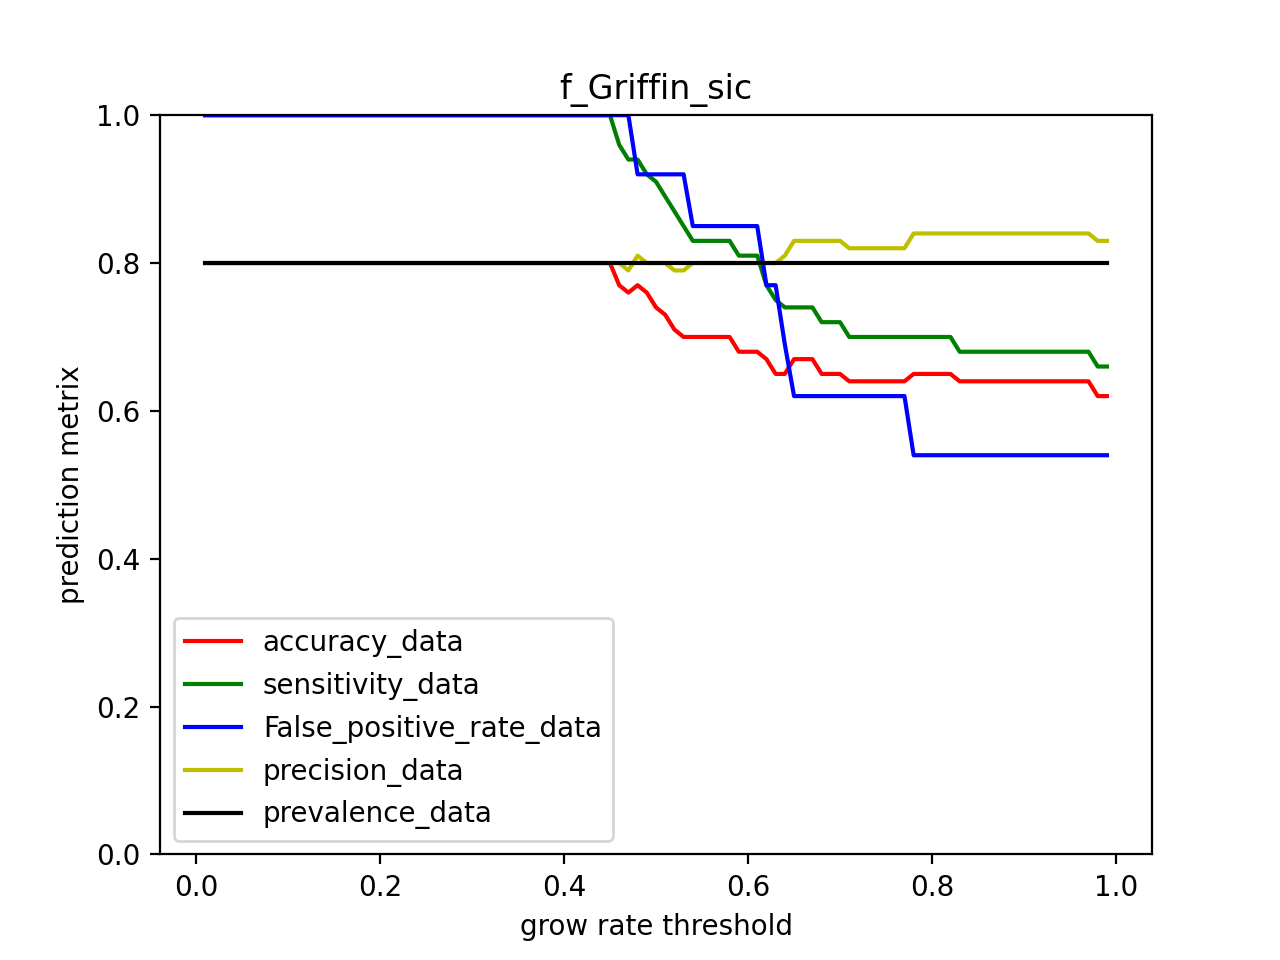 f_Griffin_sic
1.0
0.8
0.6
0.4
0.2
0.0
prediction metrix
accuracy_data
sensitivity_data
False_positive_rate_data
precision_data
prevalence_data
0.0 0.2 0.4 0.6 0.8 1.0
grow rate threshold